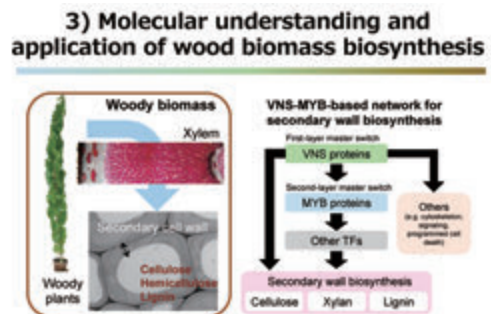 3) Molecular understanding and
application of wood biomass biosynthesis
Woody biomass
Xylem
Secondary cell wall
Cellulose
Hemicellulose
Lignin
Woody
plants
VNS-MYB-based network for
secondary wall biosynthesis
First-layer master switch
VNS proteins
Second-layer master switch
MYB proteins
Other TFs
Others
(e.g. cytoskeleton,
signaling,
programmed cell
death)
Secondary wall biosynthesis
Cellulose
Xylan
Lignin